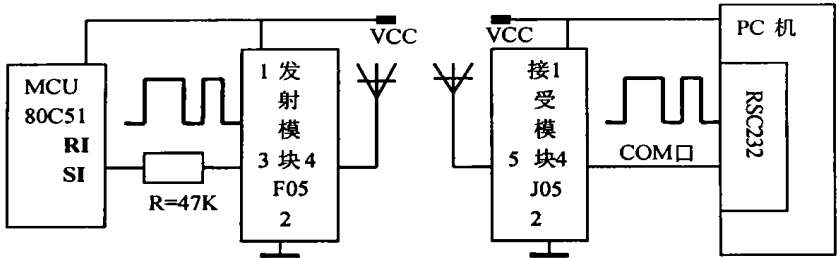 MCU
80C51
RI
SI
R=47K
1 发
射
模
3 块 4
F05
2
VCC
VCC
接 1
受
模
5 块 4
J05
2
COM口
PC 机
RSC232